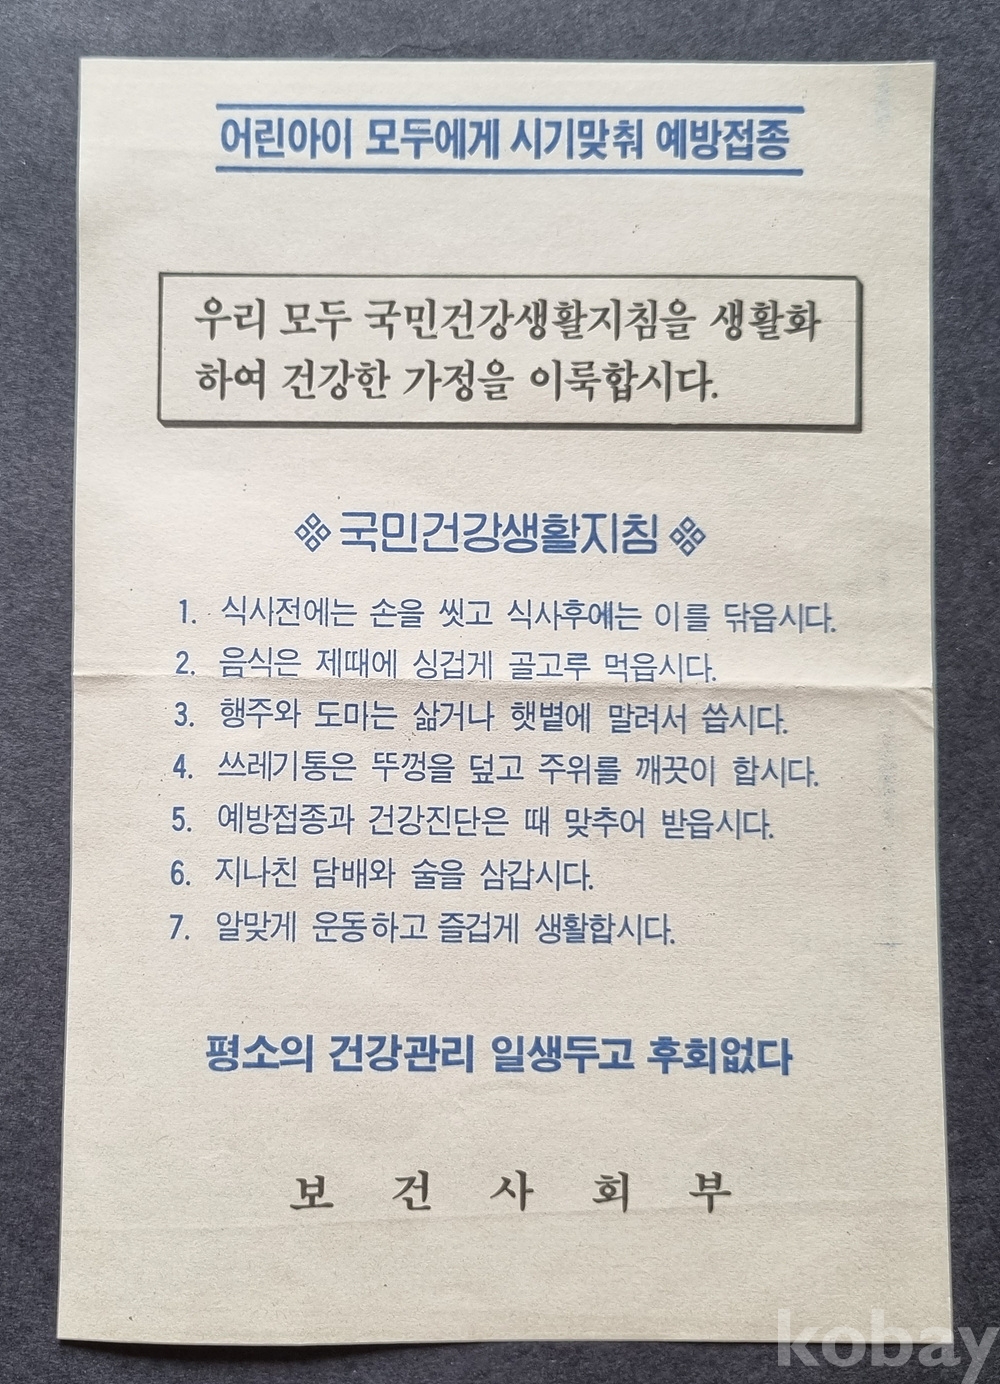 어린아이 모두에게 시기맞춰 예방접종
우리 모두 국민건강생활지침을 생활화
하여 건강한 가정을 이룩합시다.
국민건강생활지침
1. 식사전에는 손을 씻고 식사후에는 이를 닦읍시다.
2. 음식은 제때에 싱겁게 골고루 먹읍시다.
3. 행주와 도마는 삶거나 햇볕에 말려서 씁시다.
4. 쓰레기통은 뚜껑을 덮고 주위를 깨끗이 합시다.
5. 예방접종과 건강진단은 때 맞추어 받읍시다.
6. 지나친 담배와 술을 삼갑시다.
7. 알맞게 운동하고 즐겁게 생활합시다.
평소의 건강관리 일생두고 후회없다
보 건 사 회 부
kobay